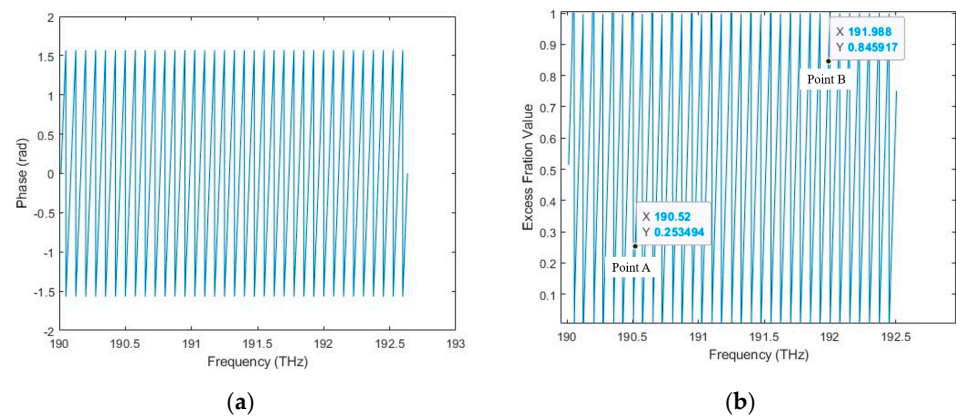 2
1.5
1
0.5
0
-0.5
-1
-1.5
-2
Phase (rad)
190 190.5 191 191.5 192 192.5 193
Frequency (THz)
(a)
1
0.9
0.8
0.7
0.6
0.5
0.4
0.3
0.2
0.1
Excess Fration Value
X 191.988
Y 0.845917
Point B
X 190.52
Y 0.253494
Point A
190 190.5 191 191.5 192 192.5
Frequency (THz)
(b)